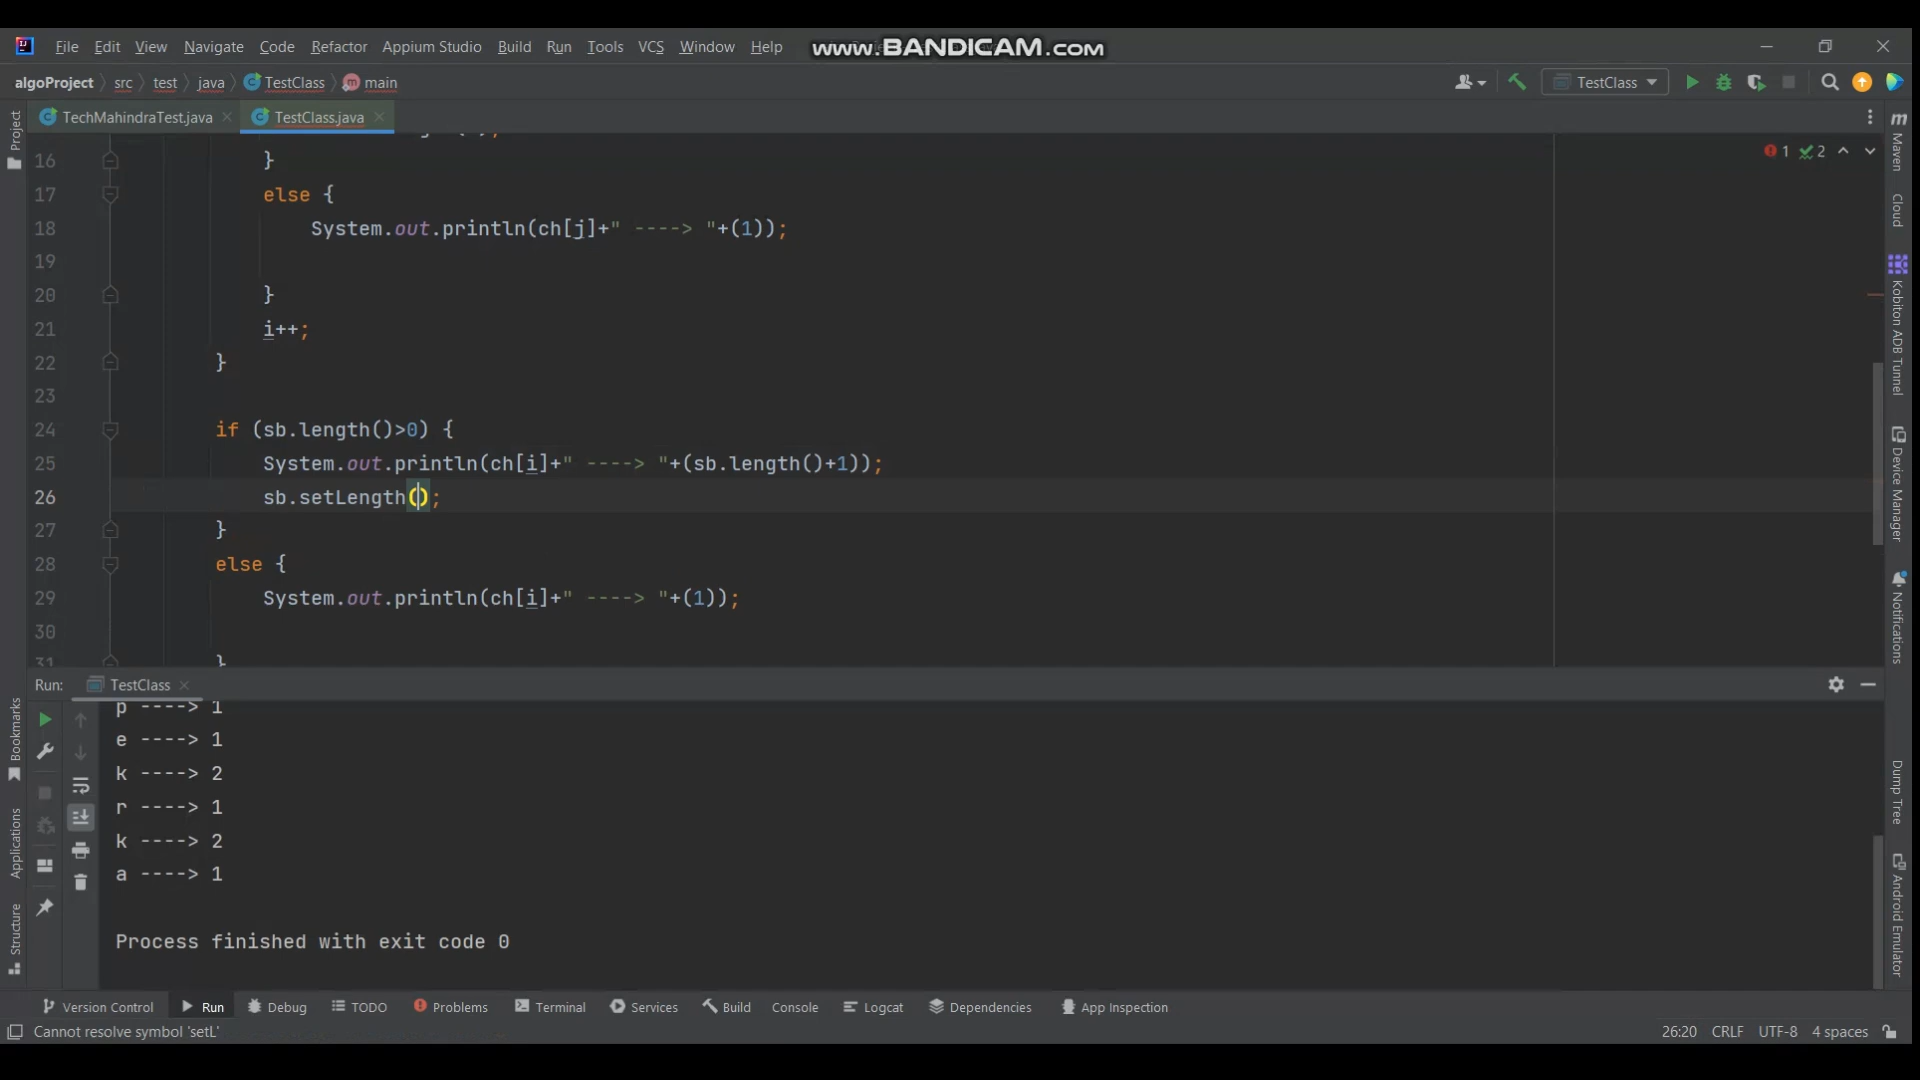 File Edit View Navigate Code Refactor Appium Studio Build Run Tools VCS Window Help
www.BANDICAM.com
algoProject src test java TestClass main
TestClass
TechMahindraTest.java TestClass.java
1 2
16 }
17 else {
18 System.out.println(ch[j]+" ----> "+(1));
19
20 }
21 i++;
22 }
23
24 if (sb.length()>0) {
25 System.out.println(ch[i]+" ----> "+(sb.length()+1));
26 sb.setLength();
27 }
28 else {
29 System.out.println(ch[i]+" ----> "+(1));
30
31 }
Run: TestClass
p ----> 1
e ----> 1
k ----> 2
r ----> 1
k ----> 2
a ----> 1
Process finished with exit code 0
Version Control Run Debug TODO Problems Terminal Services Build Console Logcat Dependencies App Inspection
Cannot resolve symbol 'setL'
26:20 CRLF UTF-8 4 spaces
Project
Bookmarks
Applications
Structure
m
Maven
Cloud
Kobiton ADB Tunnel
Device Manager
Notifications
Dump Tree
Android Emulator